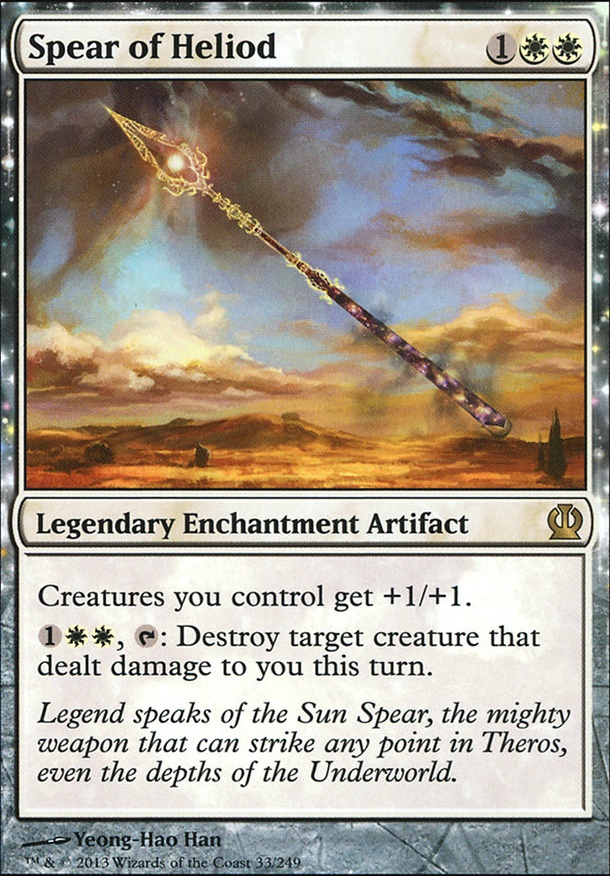 Spear of Heliod 1
Legendary Enchantment Artifact
Creatures you control get +1/+1.
1, : Destroy target creature that
dealt damage to you this turn.
Legend speaks of the Sun Spear, the mighty
weapon that can strike any point in Theros,
even the depths of the Underworld.
Yeong-Hao Han
™ & © 2013 Wizards of the Coast 33/249